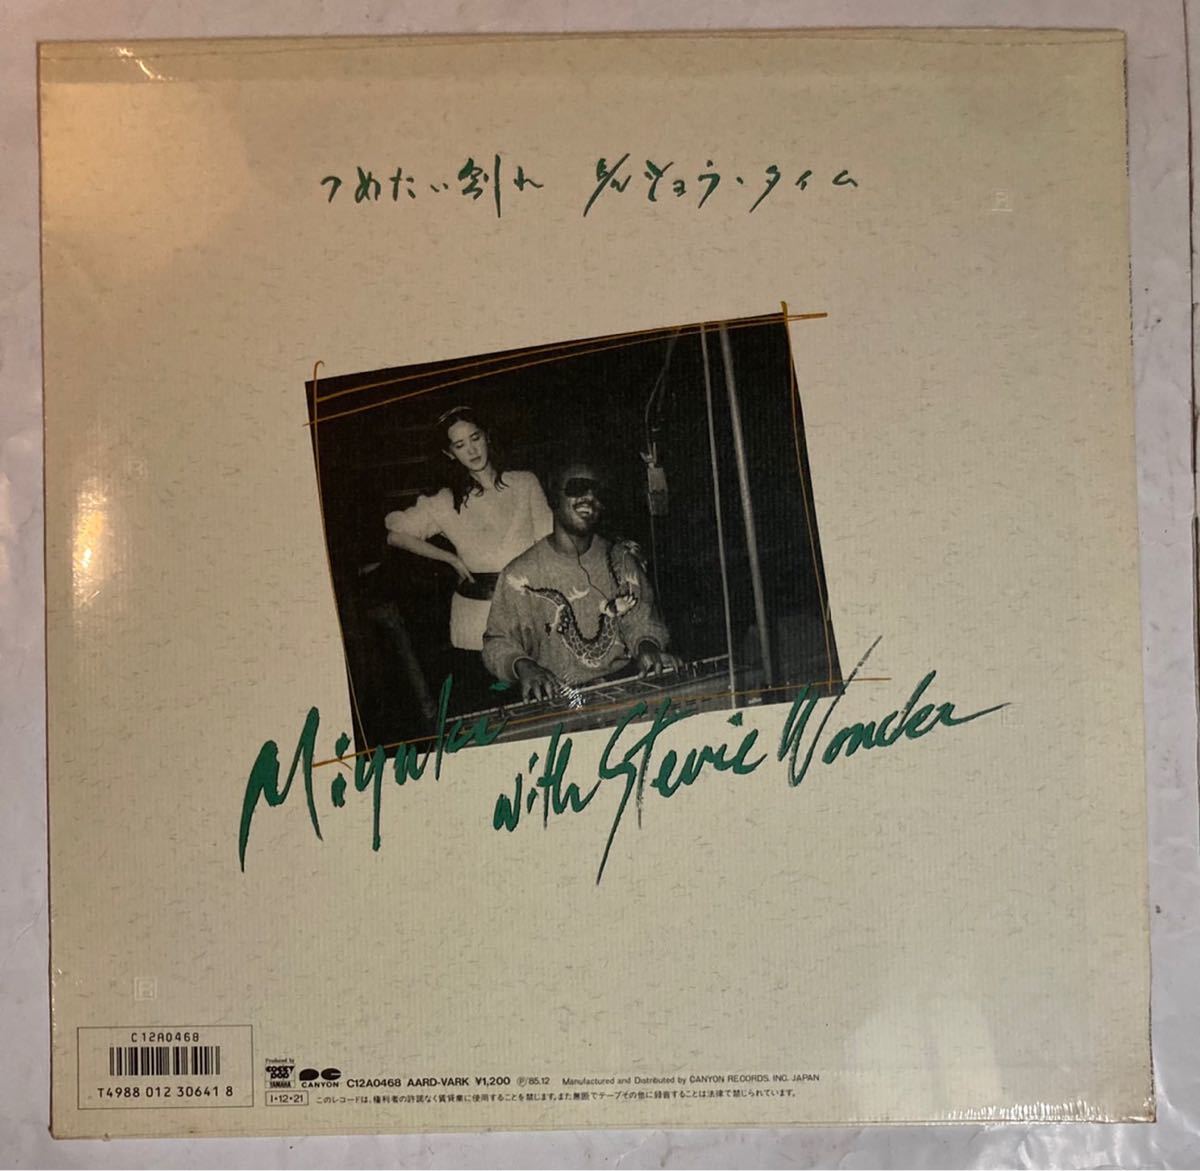 つめたい別れ c/w ショウ・タイム
Miyuki
with Stevie Wonder
C12A0468
T4988 012 30641 8
Produced by
COCKY POP
YAMAHA
CANYON C12A0468 AARD-VARK ¥1,200 Ⓟ'85.12 Manufactured and Distributed by CANYON RECORDS, INC. JAPAN
I•12•21 このレコードは、権利者の許諾なく賃貸業に使用することを禁じます。また無断でテープその他に録音することは法律で禁じられています。